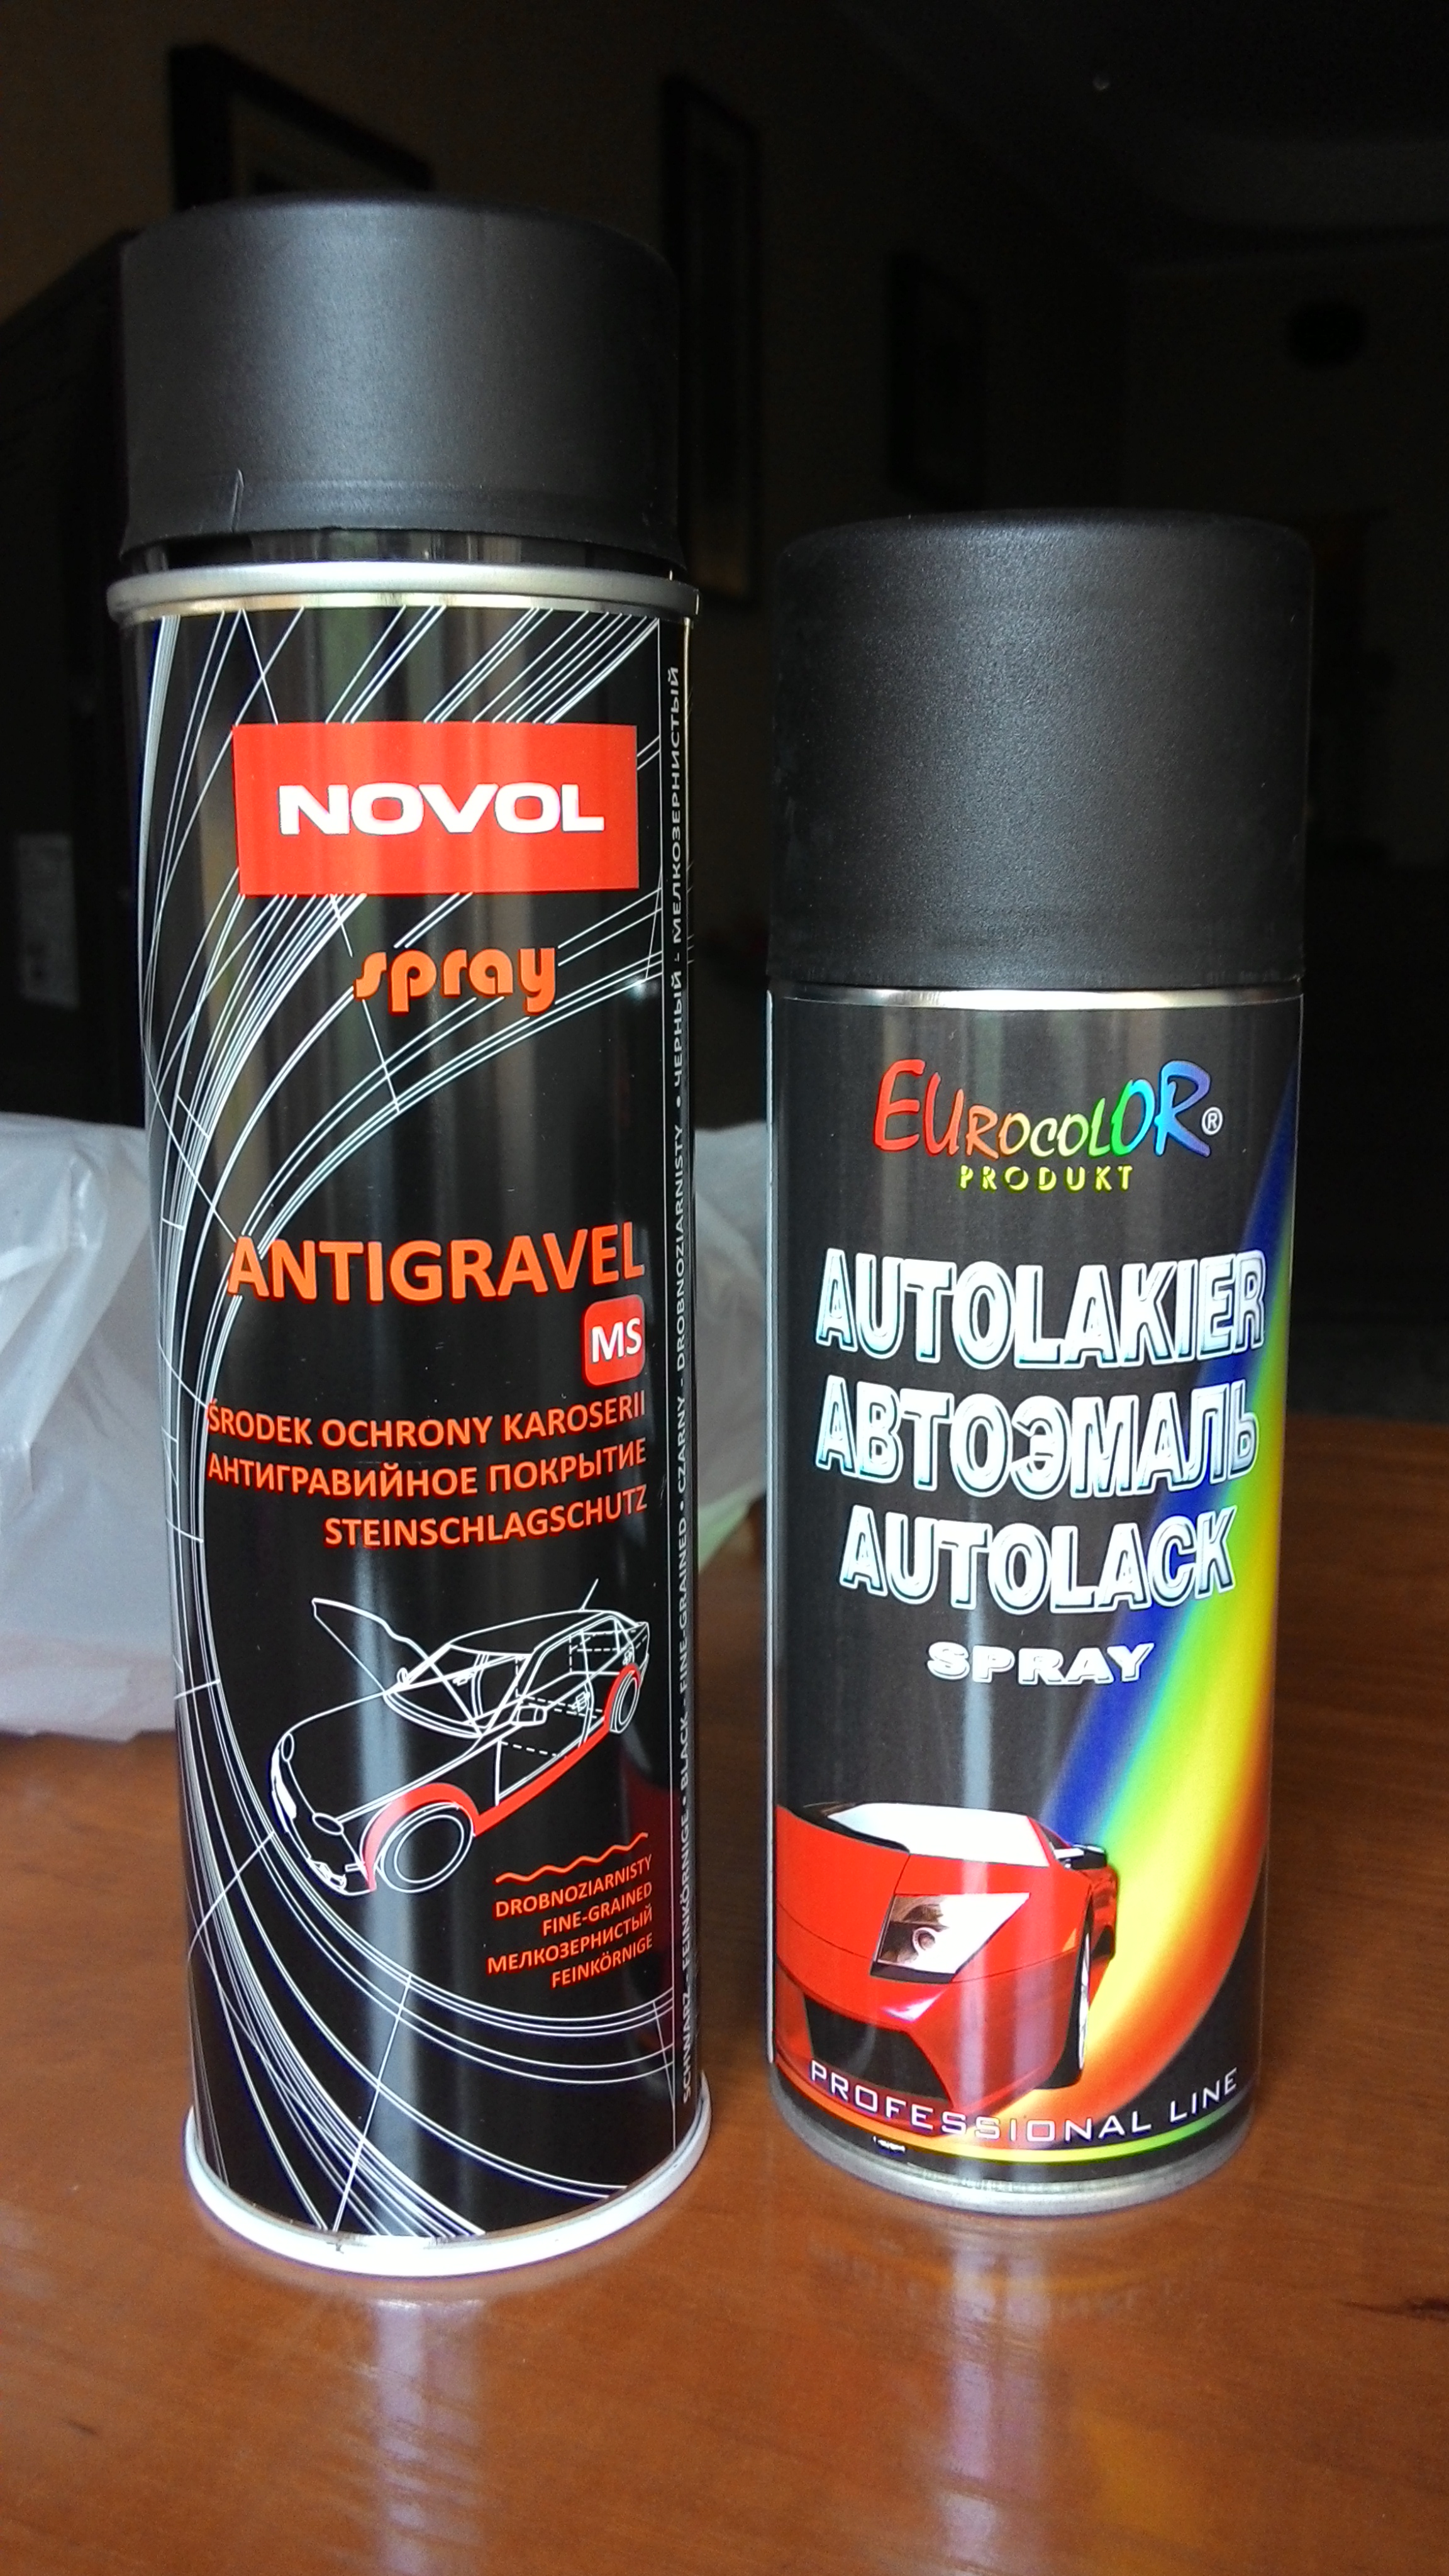 NOVOL
spray
ANTIGRAVEL
MS
ŚRODEK OCHRONY KAROSERII
АНТИГРАВИЙНОЕ ПОКРЫТИЕ
STEINSCHLAGSCHUTZ
DROBNOZIARNISTY
FINE-GRAINED
МЕЛКОЗЕРНИСТЫЙ
FEINKÖRNIGE
SCHWARZ - FEINKÖRNIGE • BLACK - FINE-GRAINED • CZARNY - DROBNOZIARNISTY • ЧЕРНЫЙ - МЕЛКОЗЕРНИСТЫЙ
EUROCOLOR®
PRODUKT
AUTOLAKIER
АВТОЭМАЛЬ
AUTOLACK
SPRAY
PROFESSIONAL LINE